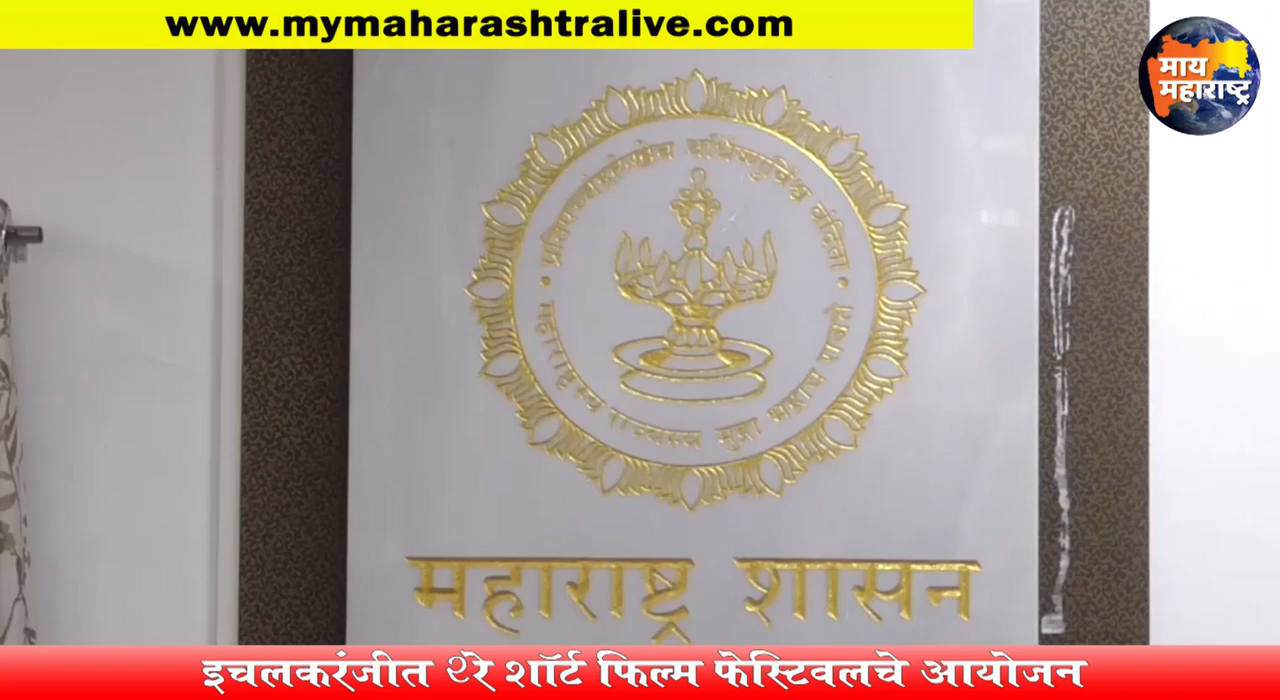 www.mymaharashtralive.com
माय
महाराष्ट्र
प्रतिपच्चंद्रलेखेव वर्धिष्णुर्विश्व वंदिता
महाराष्ट्रस्य राज्यस्य मुद्रा भद्राय राजते
महाराष्ट्र शासन
इचलकरंजीत २रे शॉर्ट फिल्म फेस्टिवलचे आयोजन